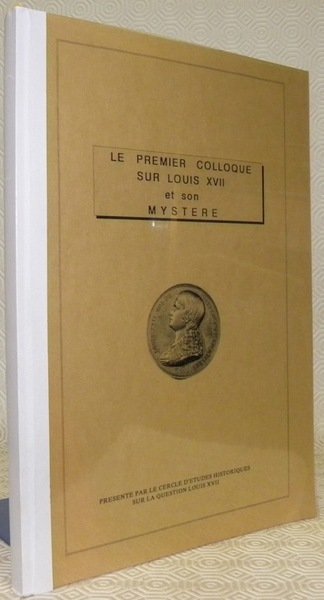 LE PREMIER COLLOQUE
SUR LOUIS XVII
et son
MYSTERE
PRESENTE PAR LE CERCLE D'ETUDES HISTORIQUES
SUR LA QUESTION LOUIS XVII